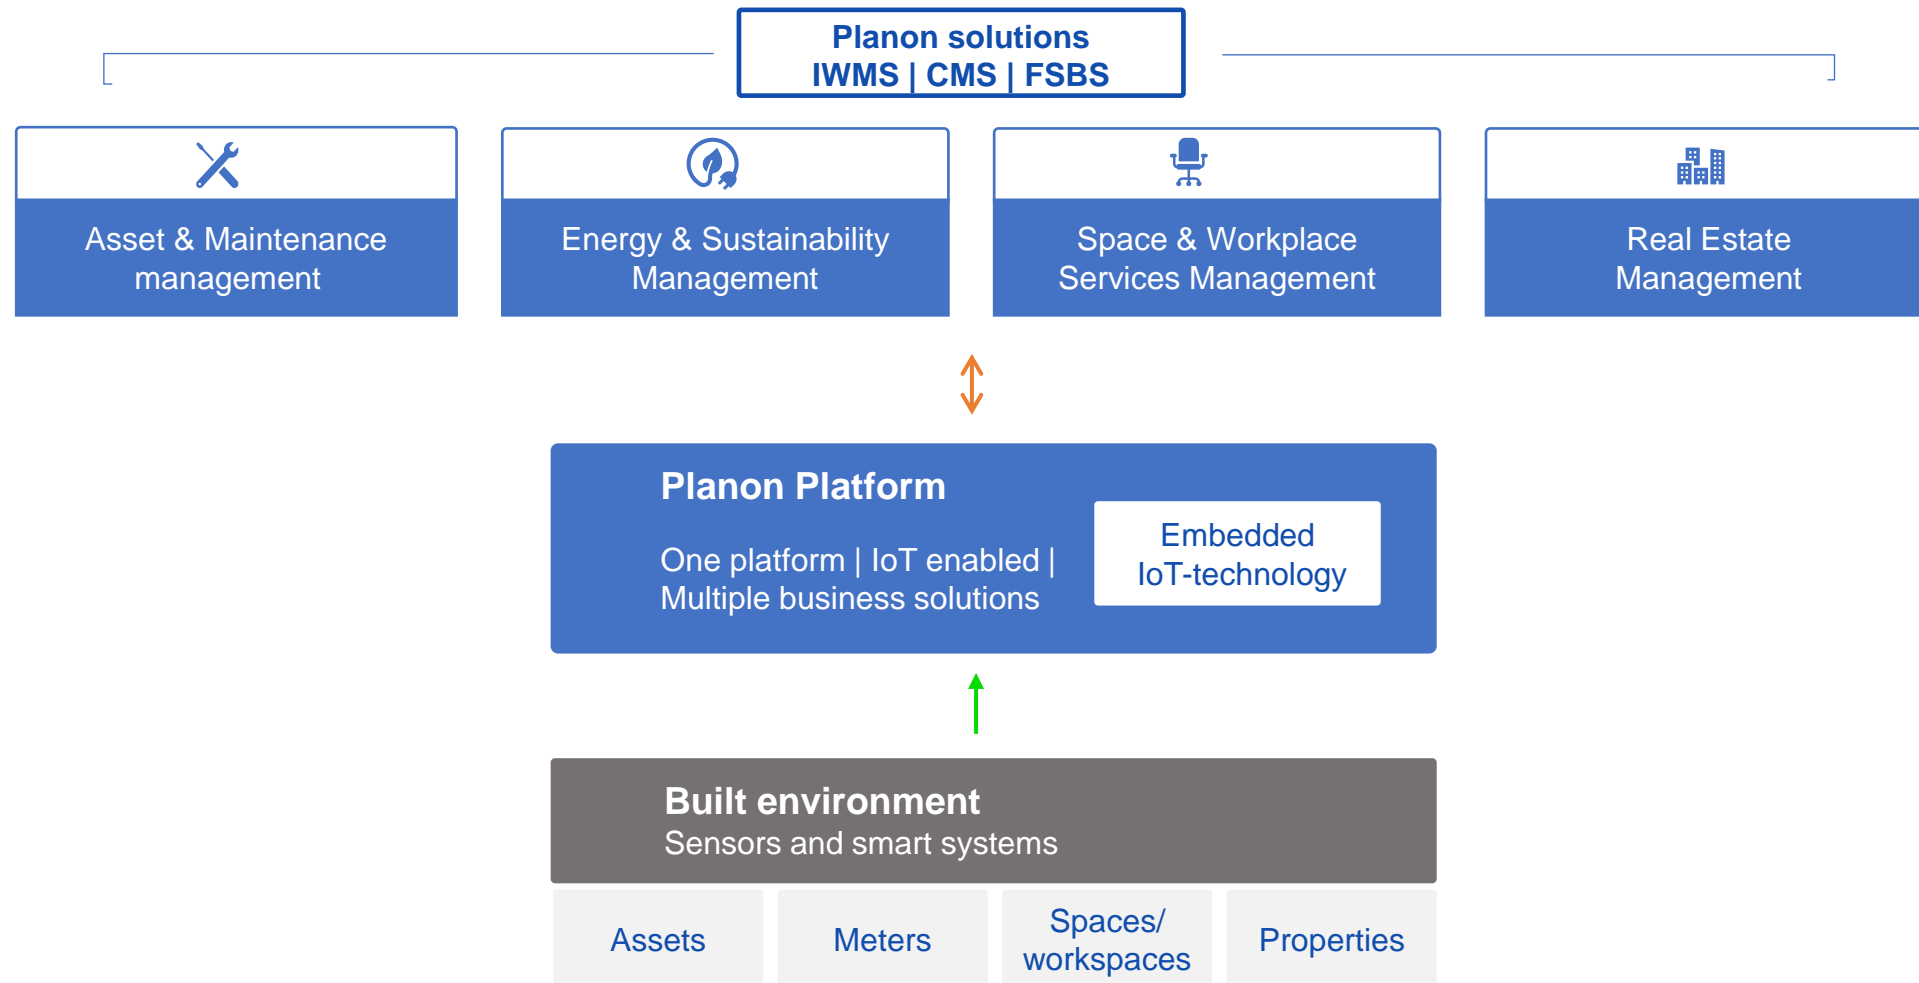 Planon solutions
IWMS | CMS | FSBS
Asset & Maintenance
management
Energy & Sustainability
Management
Space & Workplace
Services Management
Real Estate
Management
Planon Platform
One platform | IoT enabled |
Multiple business solutions
Embedded
IoT-technology
Built environment
Sensors and smart systems
Assets
Meters
Spaces/
workspaces
Properties